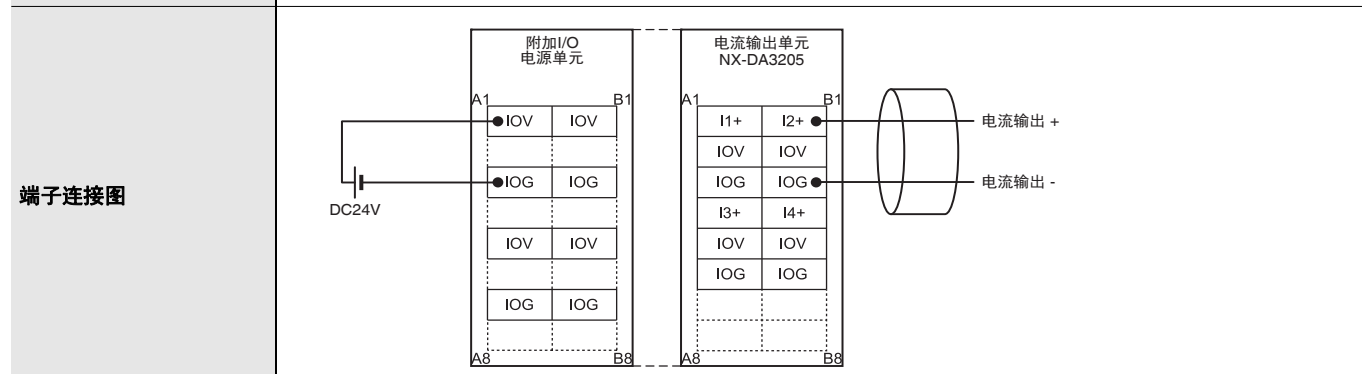 端子连接图
DC24V
附加I/O
电源单元
A1 B1
IOV IOV
IOG IOG
IOV IOV
IOG IOG
A8 B8
电流输出单元
NX-DA3205
A1 B1
I1+ I2+
IOV IOV
IOG IOG
I3+ I4+
IOV IOV
IOG IOG
A8 B8
电流输出 +
电流输出 -